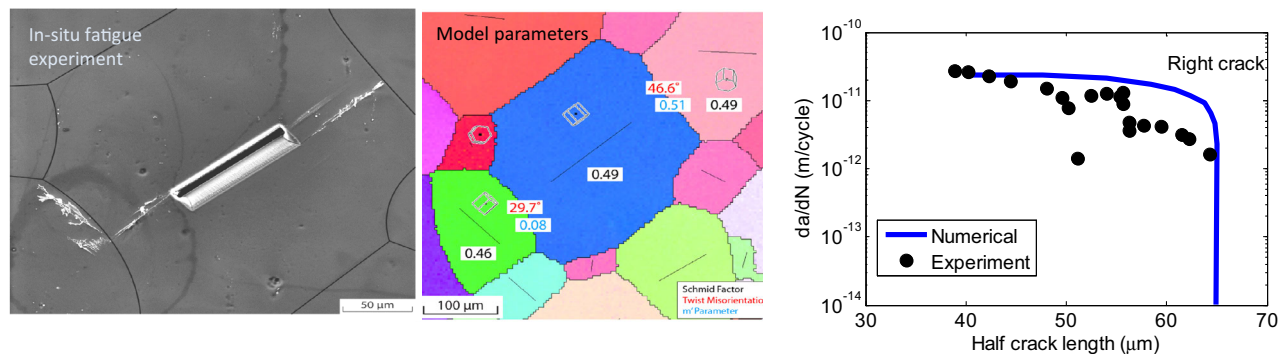 In-situ fatigue
experiment
50 µm
Model parameters
46.6°
0.51
0.49
0.49
29.7°
0.08
0.46
100 µm
Schmid Factor
Twist Misorientatio
m' Parameter
Right crack
da/dN (m/cycle)
10-10
10-11
10-12
10-13
10-14
Numerical
Experiment
30 40 50 60 70
Half crack length (µm)